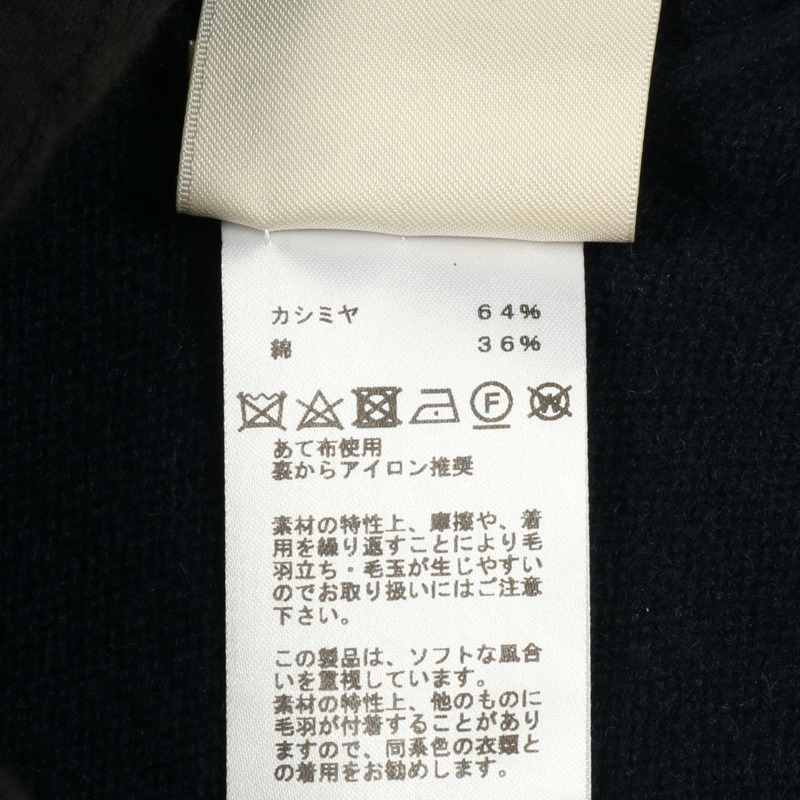 カシミヤ 64%
綿 36%
F W
あて布使用
裏からアイロン推奨
素材の特性上、摩擦や、着
用を繰り返すことにより毛
羽立ち・毛玉が生じやすい
のでお取り扱いにはご注意
下さい。
この製品は、ソフトな風合
いを重視しています。
素材の特性上、他のものに
毛羽が付着することがあり
ますので、同系色の衣類と
の着用をお勧めします。